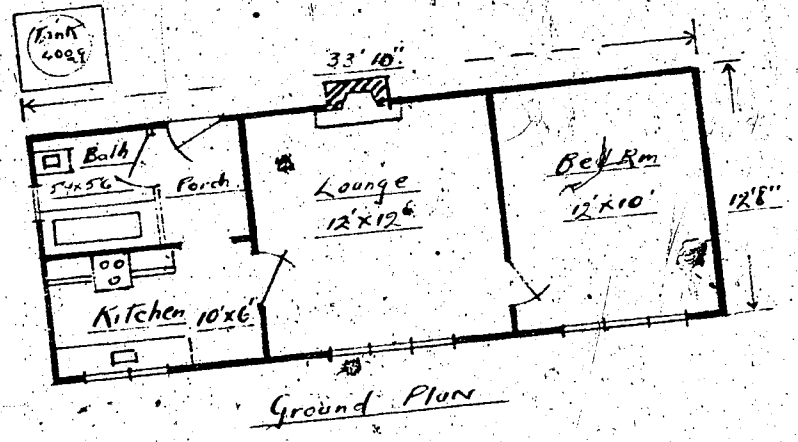 Tank
400g
33' 10"
Bath
5'4x5'6
Porch
Lounge
12'x12'6
Bed Rm
12'x10'
12'8"
Kitchen 10'x6'
Ground Plan